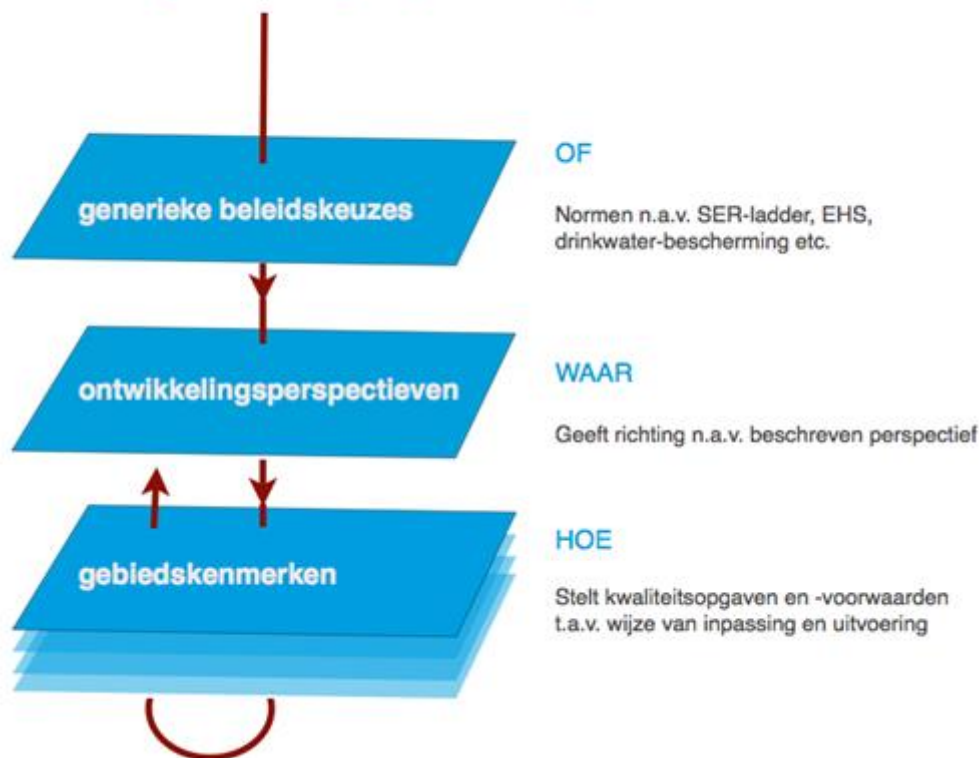 generieke beleidskeuzes
OF
Normen n.a.v. SER-ladder, EHS,
drinkwater-bescherming etc.
ontwikkelingsperspectieven
WAAR
Geeft richting n.a.v. beschreven perspectief
gebiedskenmerken
HOE
Stelt kwaliteitsopgaven en -voorwaarden
t.a.v. wijze van inpassing en uitvoering